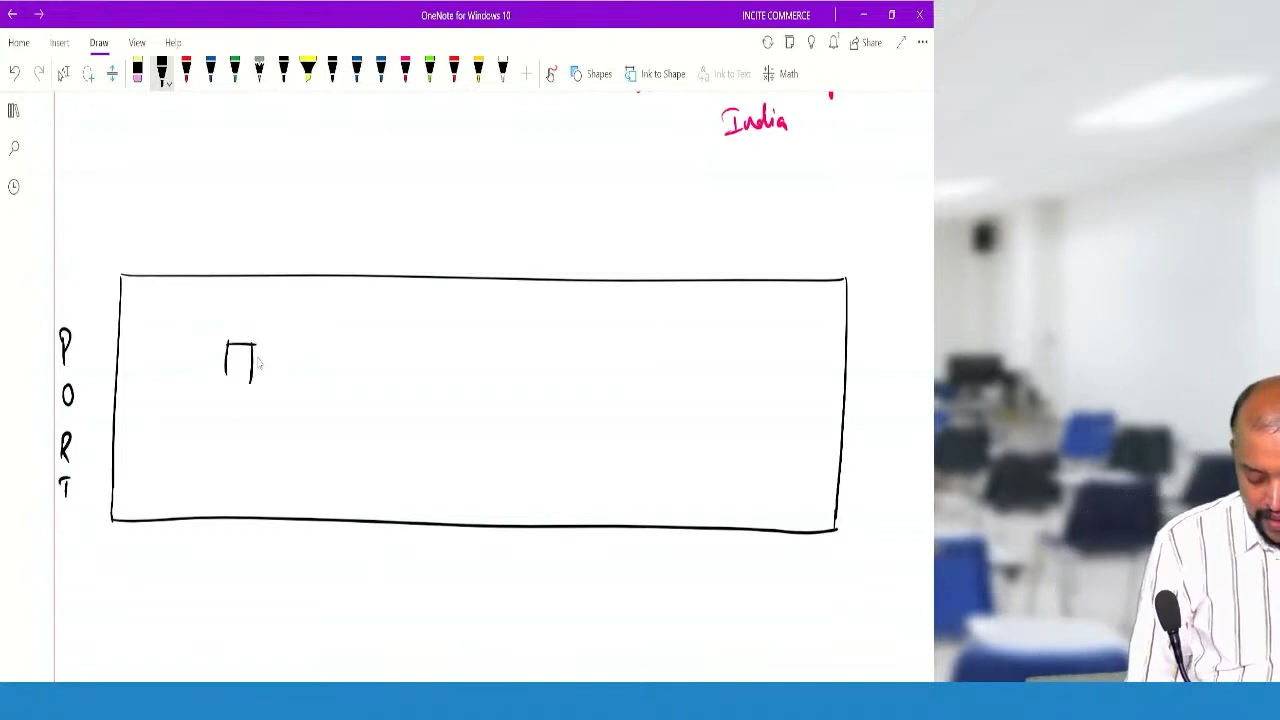 OneNote for Windows 10
INCITE COMMERCE
Home Insert Draw View Help
Share
Shapes
Ink to Shape
Ink to Text
Math
India
P
O
R
T